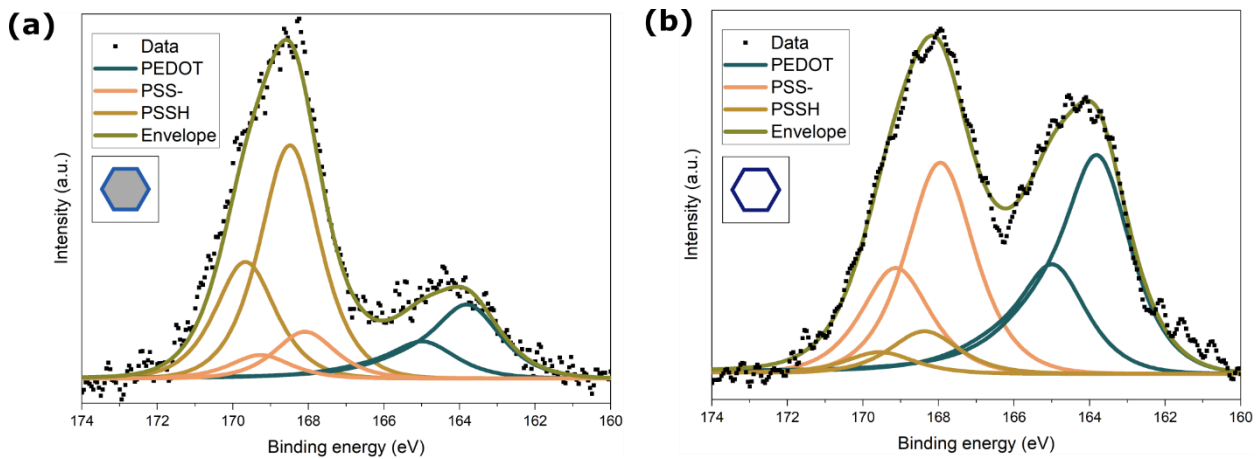 (a)
Data
PEDOT
PSS-
PSSH
Envelope
Intensity (a.u.)
174 172 170 168 166 164 162 160
Binding energy (eV)
(b)
Data
PEDOT
PSS-
PSSH
Envelope
Intensity (a.u.)
174 172 170 168 166 164 162 160
Binding energy (eV)